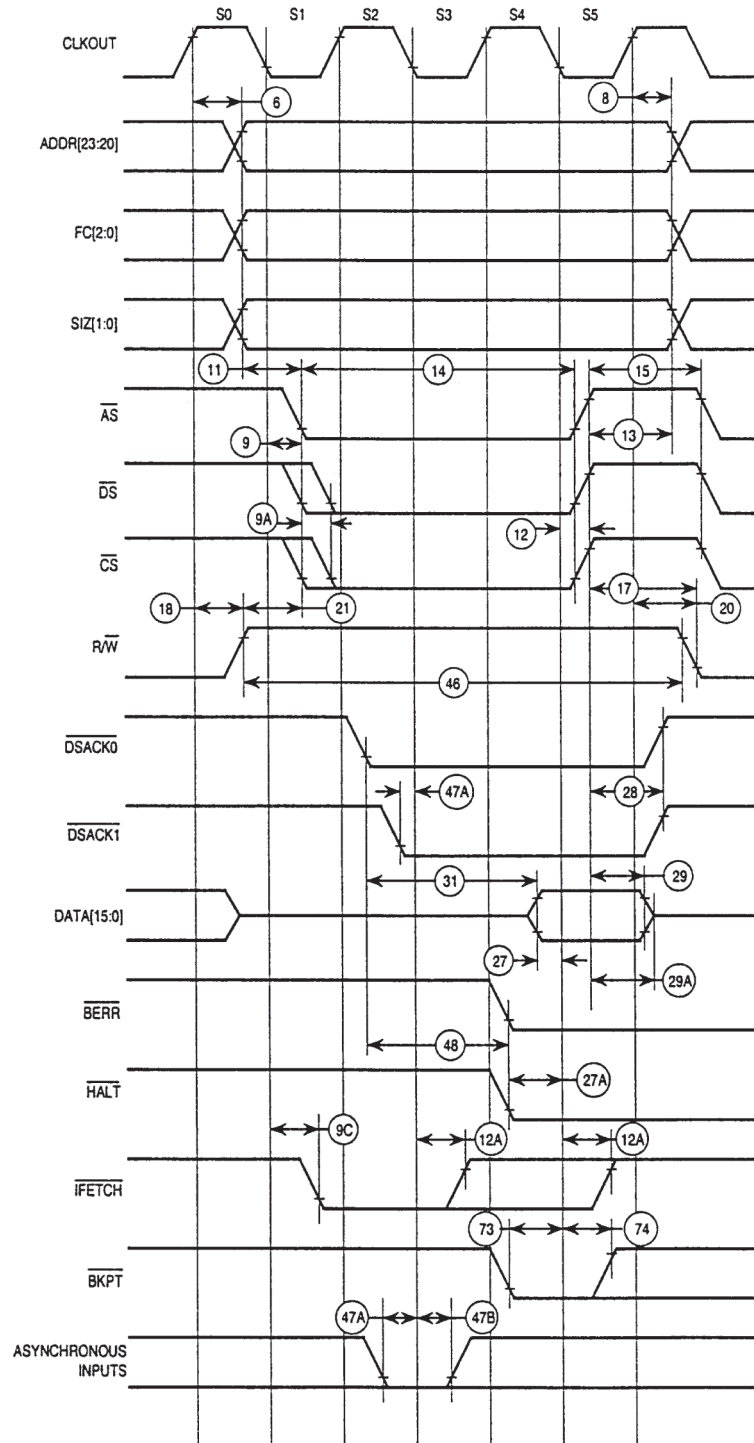 S0 S1 S2 S3 S4 S5
CLKOUT
6 8
ADDR[23:20]
FC[2:0]
SIZ[1:0]
11 14 15
AS
9 13
DS
9A 12
CS
17
18 21 20
R/W
46
DSACK0
47A 28
DSACK1
31 29
DATA[15:0]
27 29A
BERR
48
27A
HALT
9C 12A 12A
IFETCH
73 74
BKPT
47A 47B
ASYNCHRONOUS
INPUTS